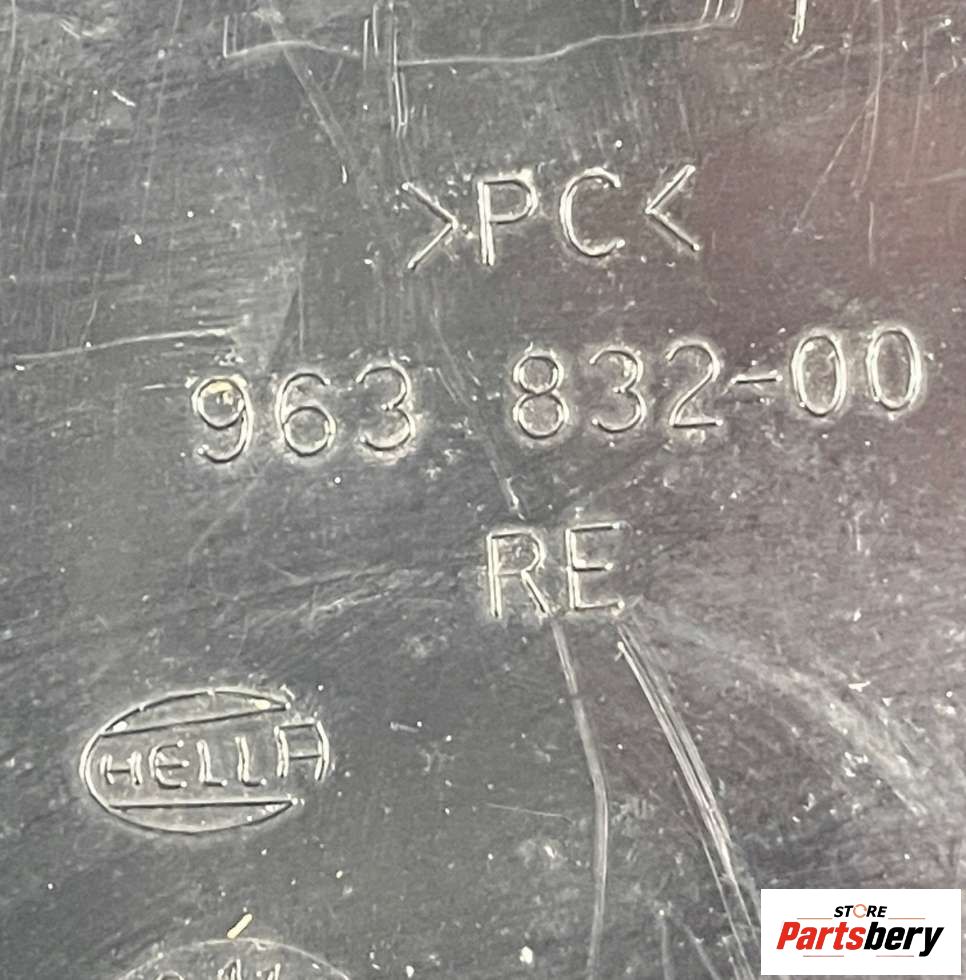 >PC<
963 832-00
RE
HELLA
STORE
Partsbery